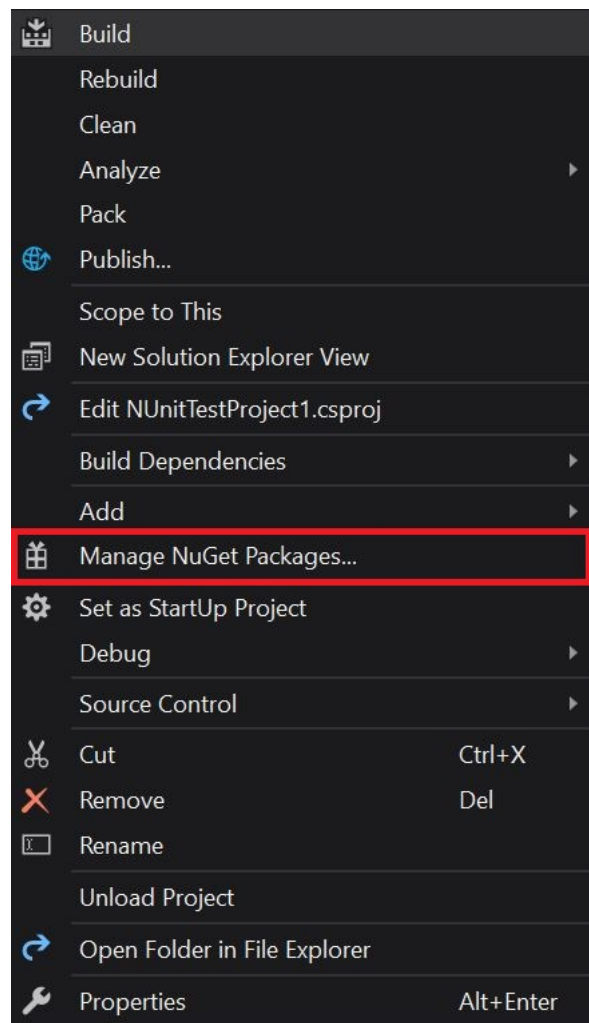 Build
Rebuild
Clean
Analyze
Pack
Publish...
Scope to This
New Solution Explorer View
Edit NUnitTestProject1.csproj
Build Dependencies
Add
Manage NuGet Packages...
Set as StartUp Project
Debug
Source Control
Cut Ctrl+X
Remove Del
Rename
Unload Project
Open Folder in File Explorer
Properties Alt+Enter